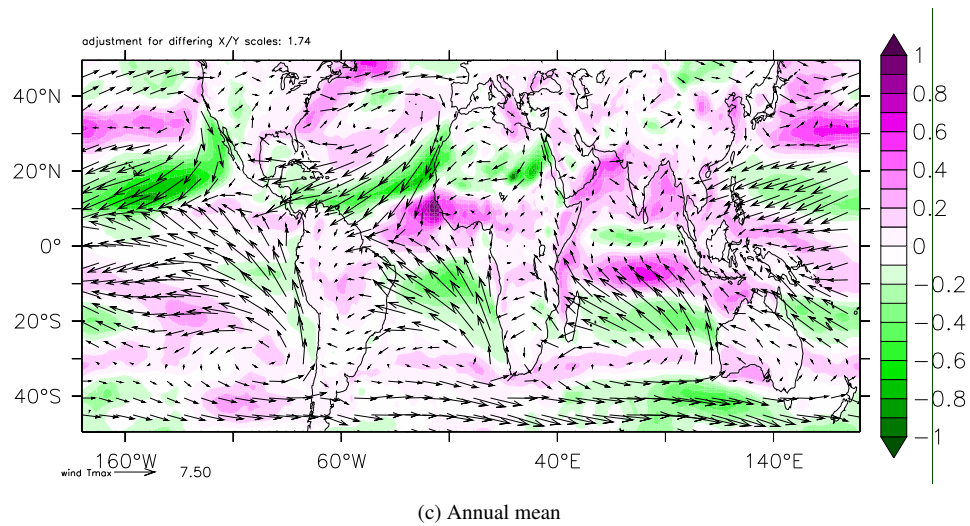 adjustment for differing X/Y scales: 1.74
40°N
20°N
0°
20°S
40°S
160°W
60°W
40°E
140°E
wind Tmax
7.50
1
0.8
0.6
0.4
0.2
0
−0.2
−0.4
−0.6
−0.8
−1
(c) Annual mean